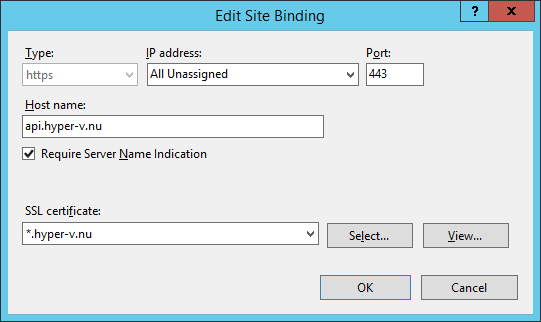 Edit Site Binding
? x
Type: IP address: Port:
https All Unassigned 443
Host name:
api.hyper-v.nu
Require Server Name Indication
SSL certificate:
*.hyper-v.nu Select... View...
OK Cancel